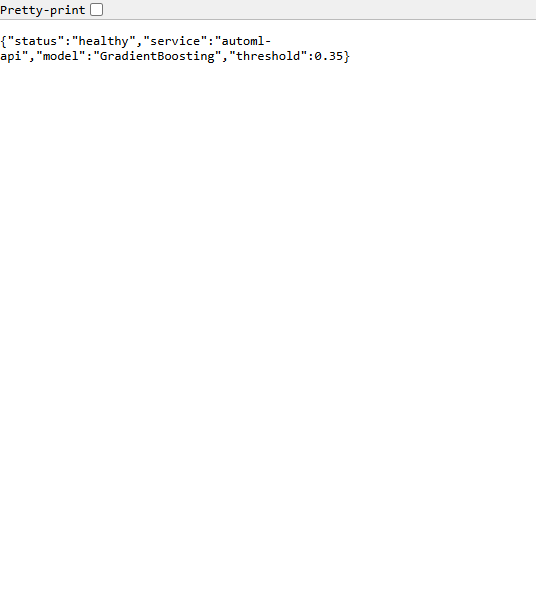 Pretty-print
{"status":"healthy","service":"automl-
api","model":"GradientBoosting","threshold":0.35}